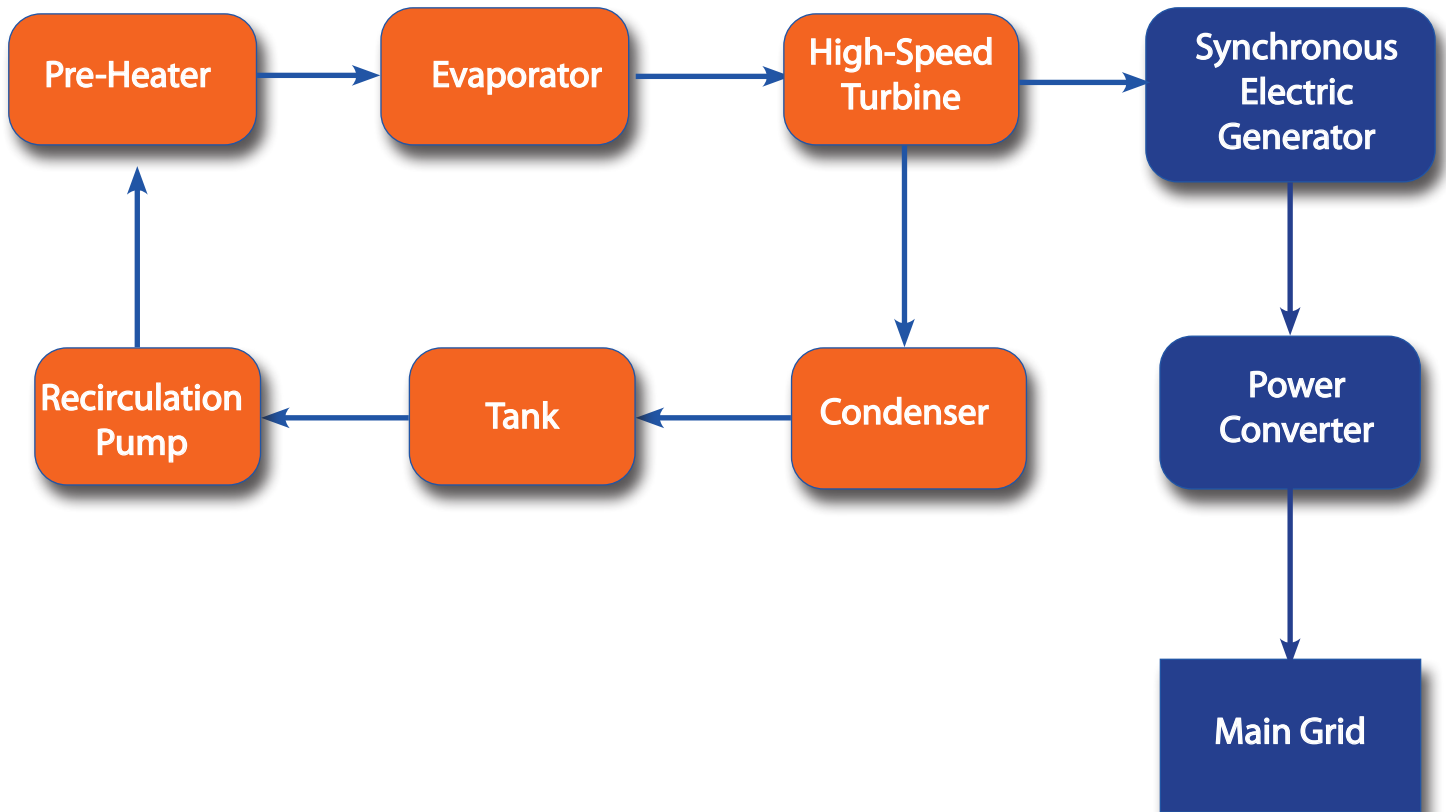 Pre-Heater
Evaporator
High-Speed
Turbine
Synchronous
Electric
Generator
Recirculation
Pump
Tank
Condenser
Power
Converter
Main Grid